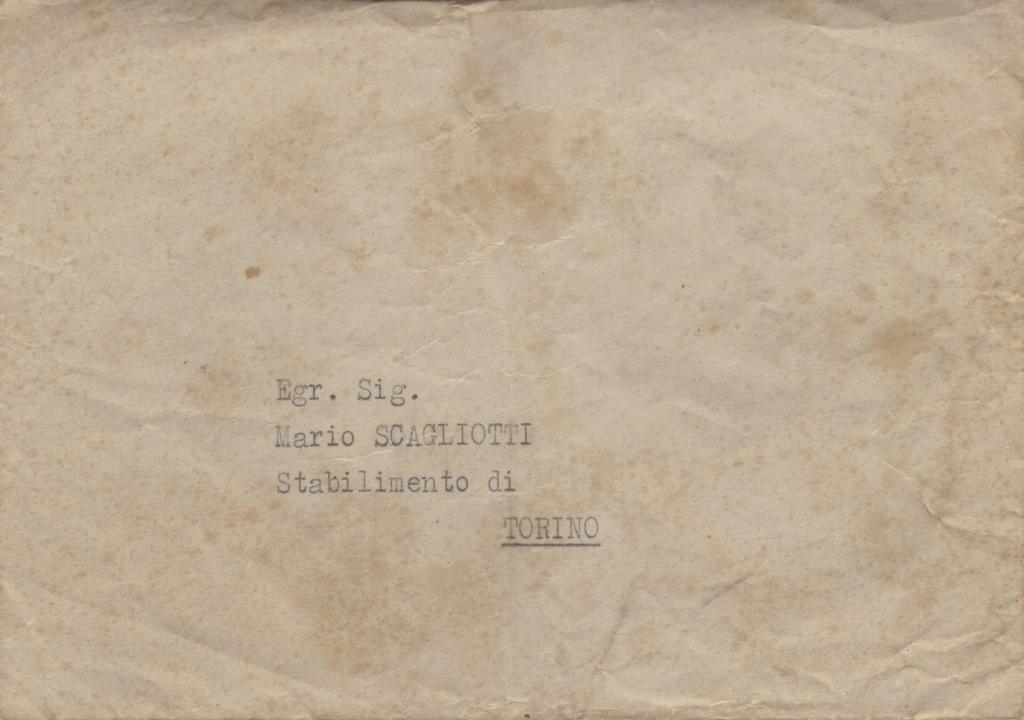 Egr. Sig.
Mario SCAGLIOTTI
Stabilimento di
TORINO